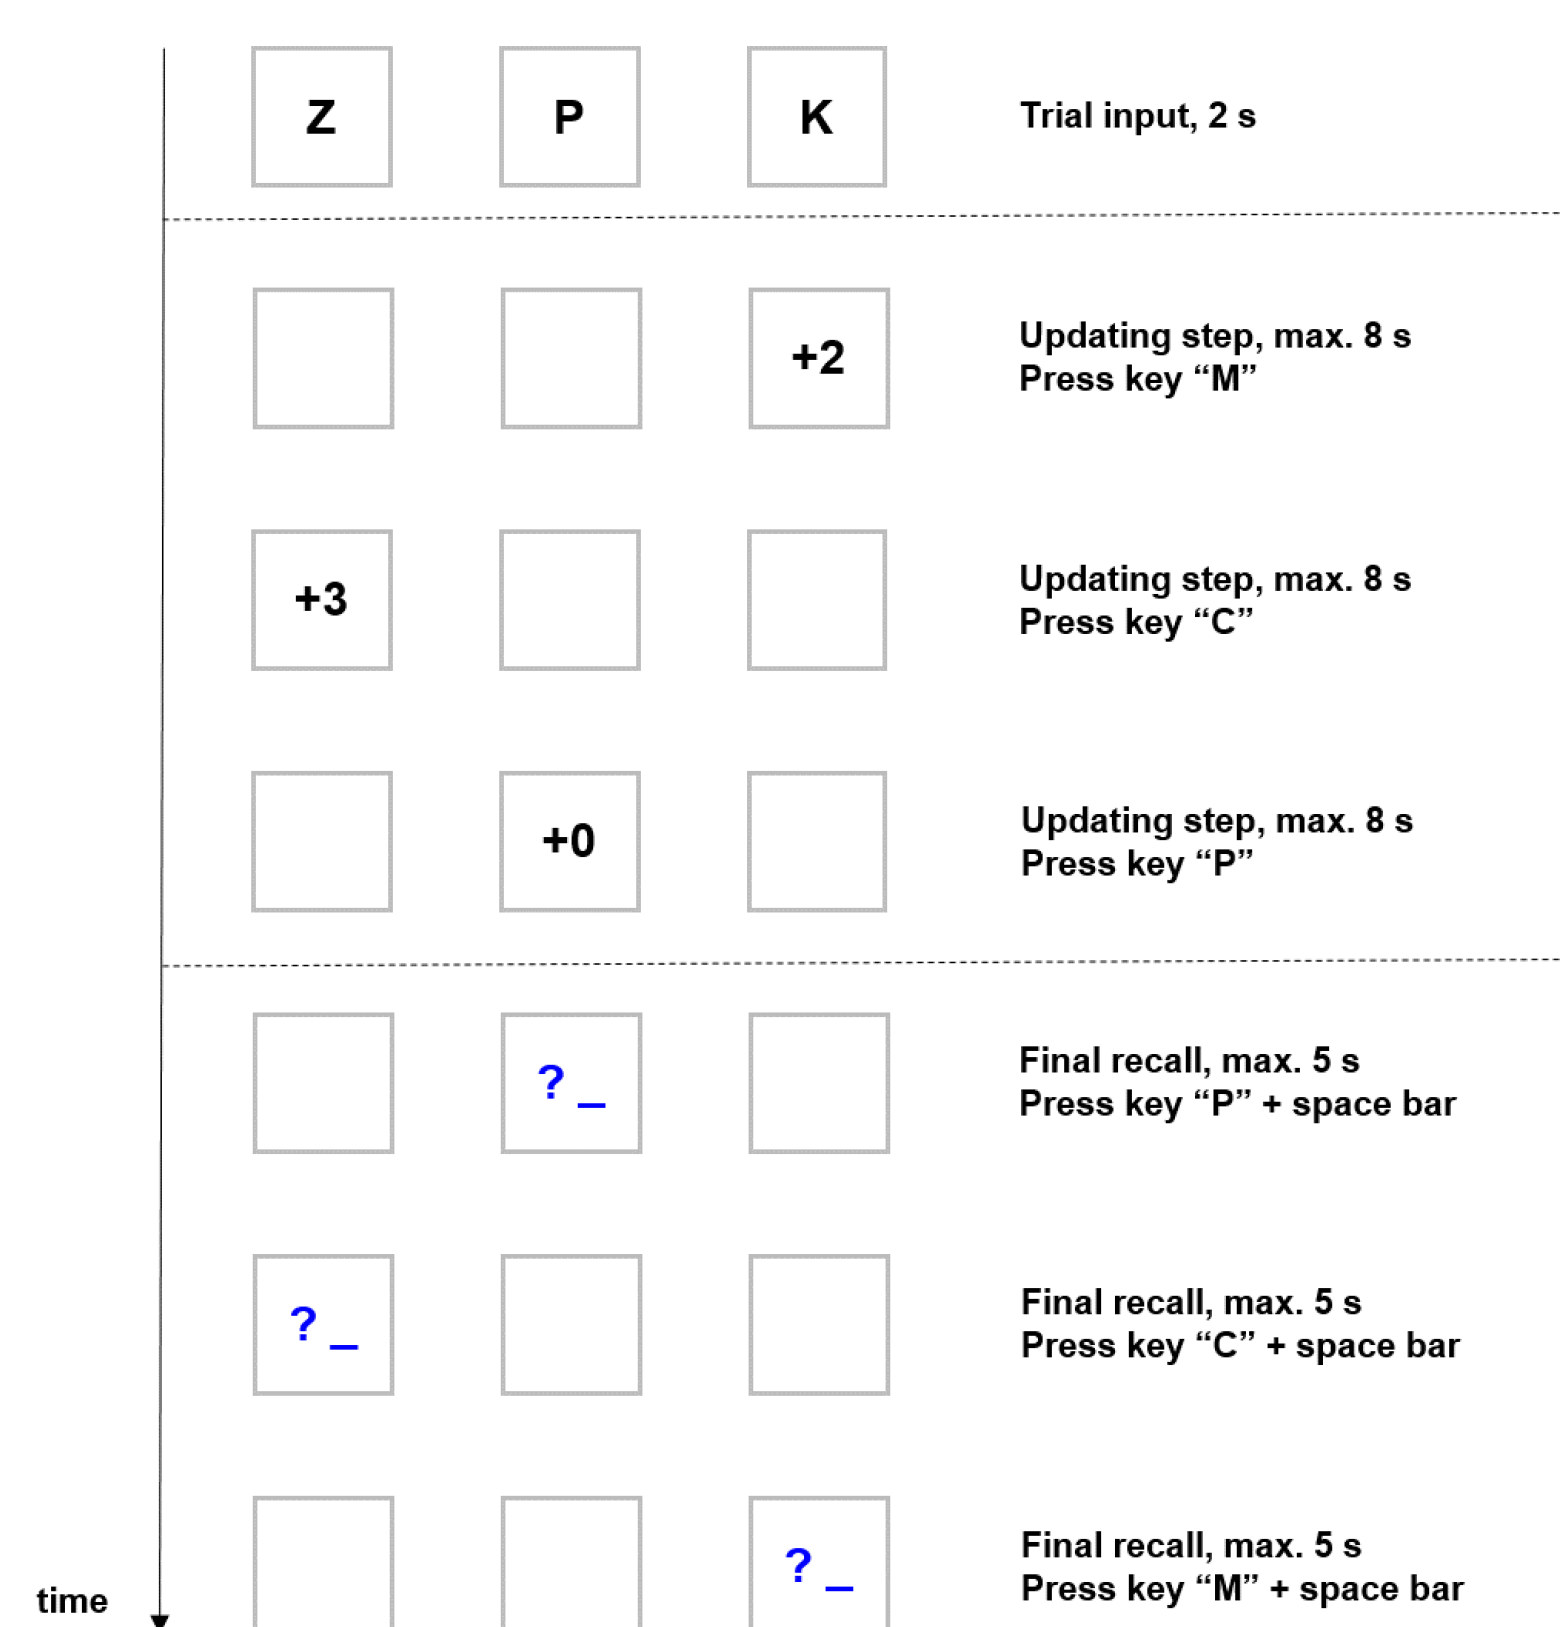 Z P K Trial input, 2 s
+2 Updating step, max. 8 s
Press key “M”
+3 Updating step, max. 8 s
Press key “C”
+0 Updating step, max. 8 s
Press key “P”
? _ Final recall, max. 5 s
Press key “P” + space bar
? _ Final recall, max. 5 s
Press key “C” + space bar
? _ Final recall, max. 5 s
Press key “M” + space bar
time